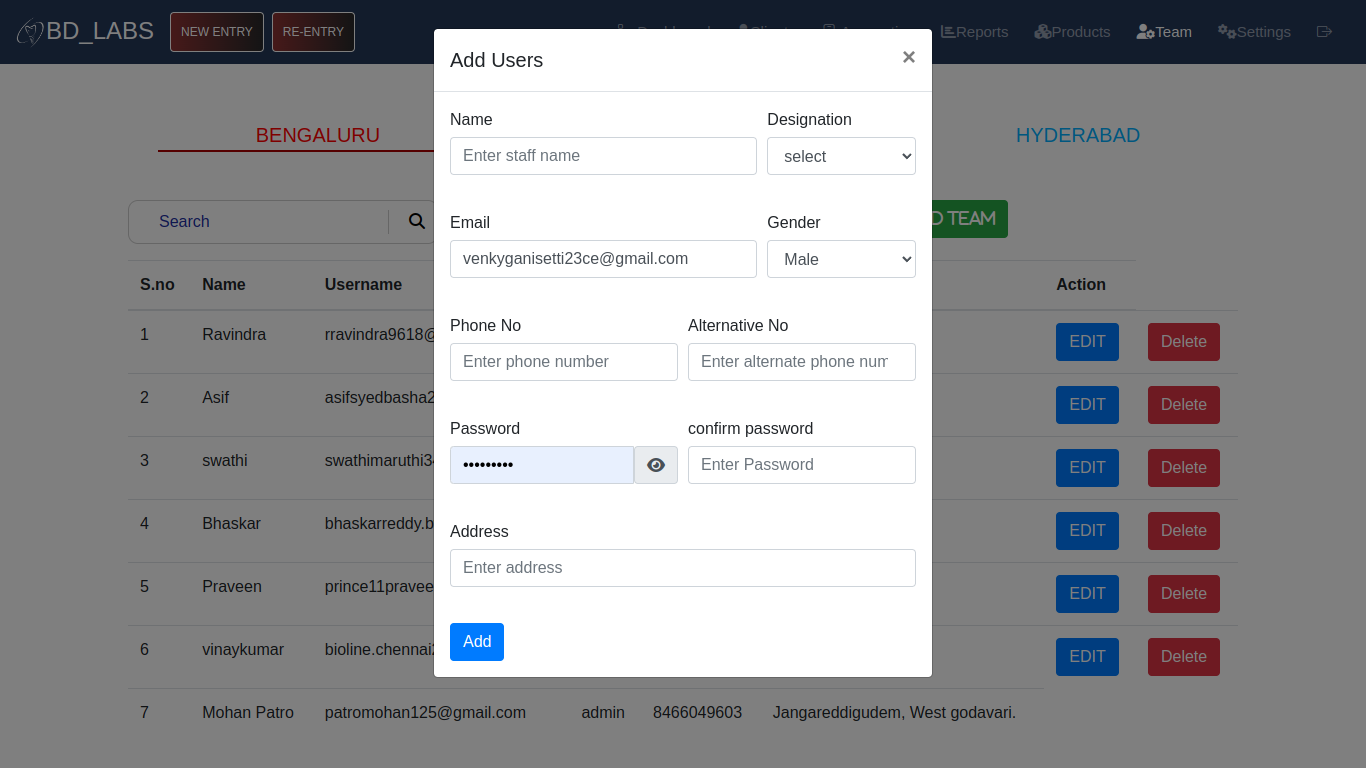 BD_LABS NEW ENTRY RE-ENTRY Reports Products Team Settings
Add Users ×
BENGALURU HYDERABAD
Name Designation
Enter staff name select
Search TEAM
Email Gender
venkyganisetti23ce@gmail.com Male
S.no Name Username Action
Phone No Alternative No
1 Ravindra rravindra9618@ EDIT Delete
Enter phone number Enter alternate phone num
2 Asif asifsyedbasha2 EDIT Delete
Password confirm password
••••••••• Enter Password
3 swathi swathimaruthi3 EDIT Delete
4 Bhaskar bhaskarreddy.b EDIT Delete
Address
Enter address
5 Praveen prince11pravee EDIT Delete
Add
6 vinaykumar bioline.chennai EDIT Delete
7 Mohan Patro patromohan125@gmail.com admin 8466049603 Jangareddigudem, West godavari.